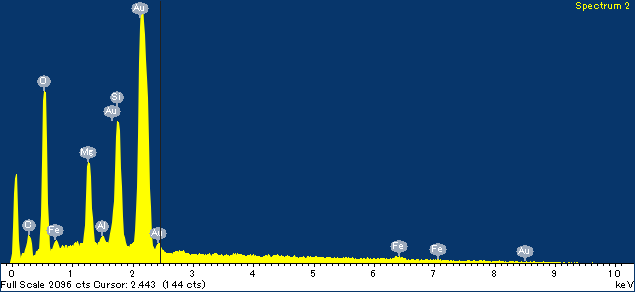 Spectrum 2
Au
O
Si
Au
Mg
O
Fe
Al
Au
Fe
Fe
Au
0 1 2 3 4 5 6 7 8 9 10
Full Scale 2096 cts Cursor: 2.443 (144 cts) keV